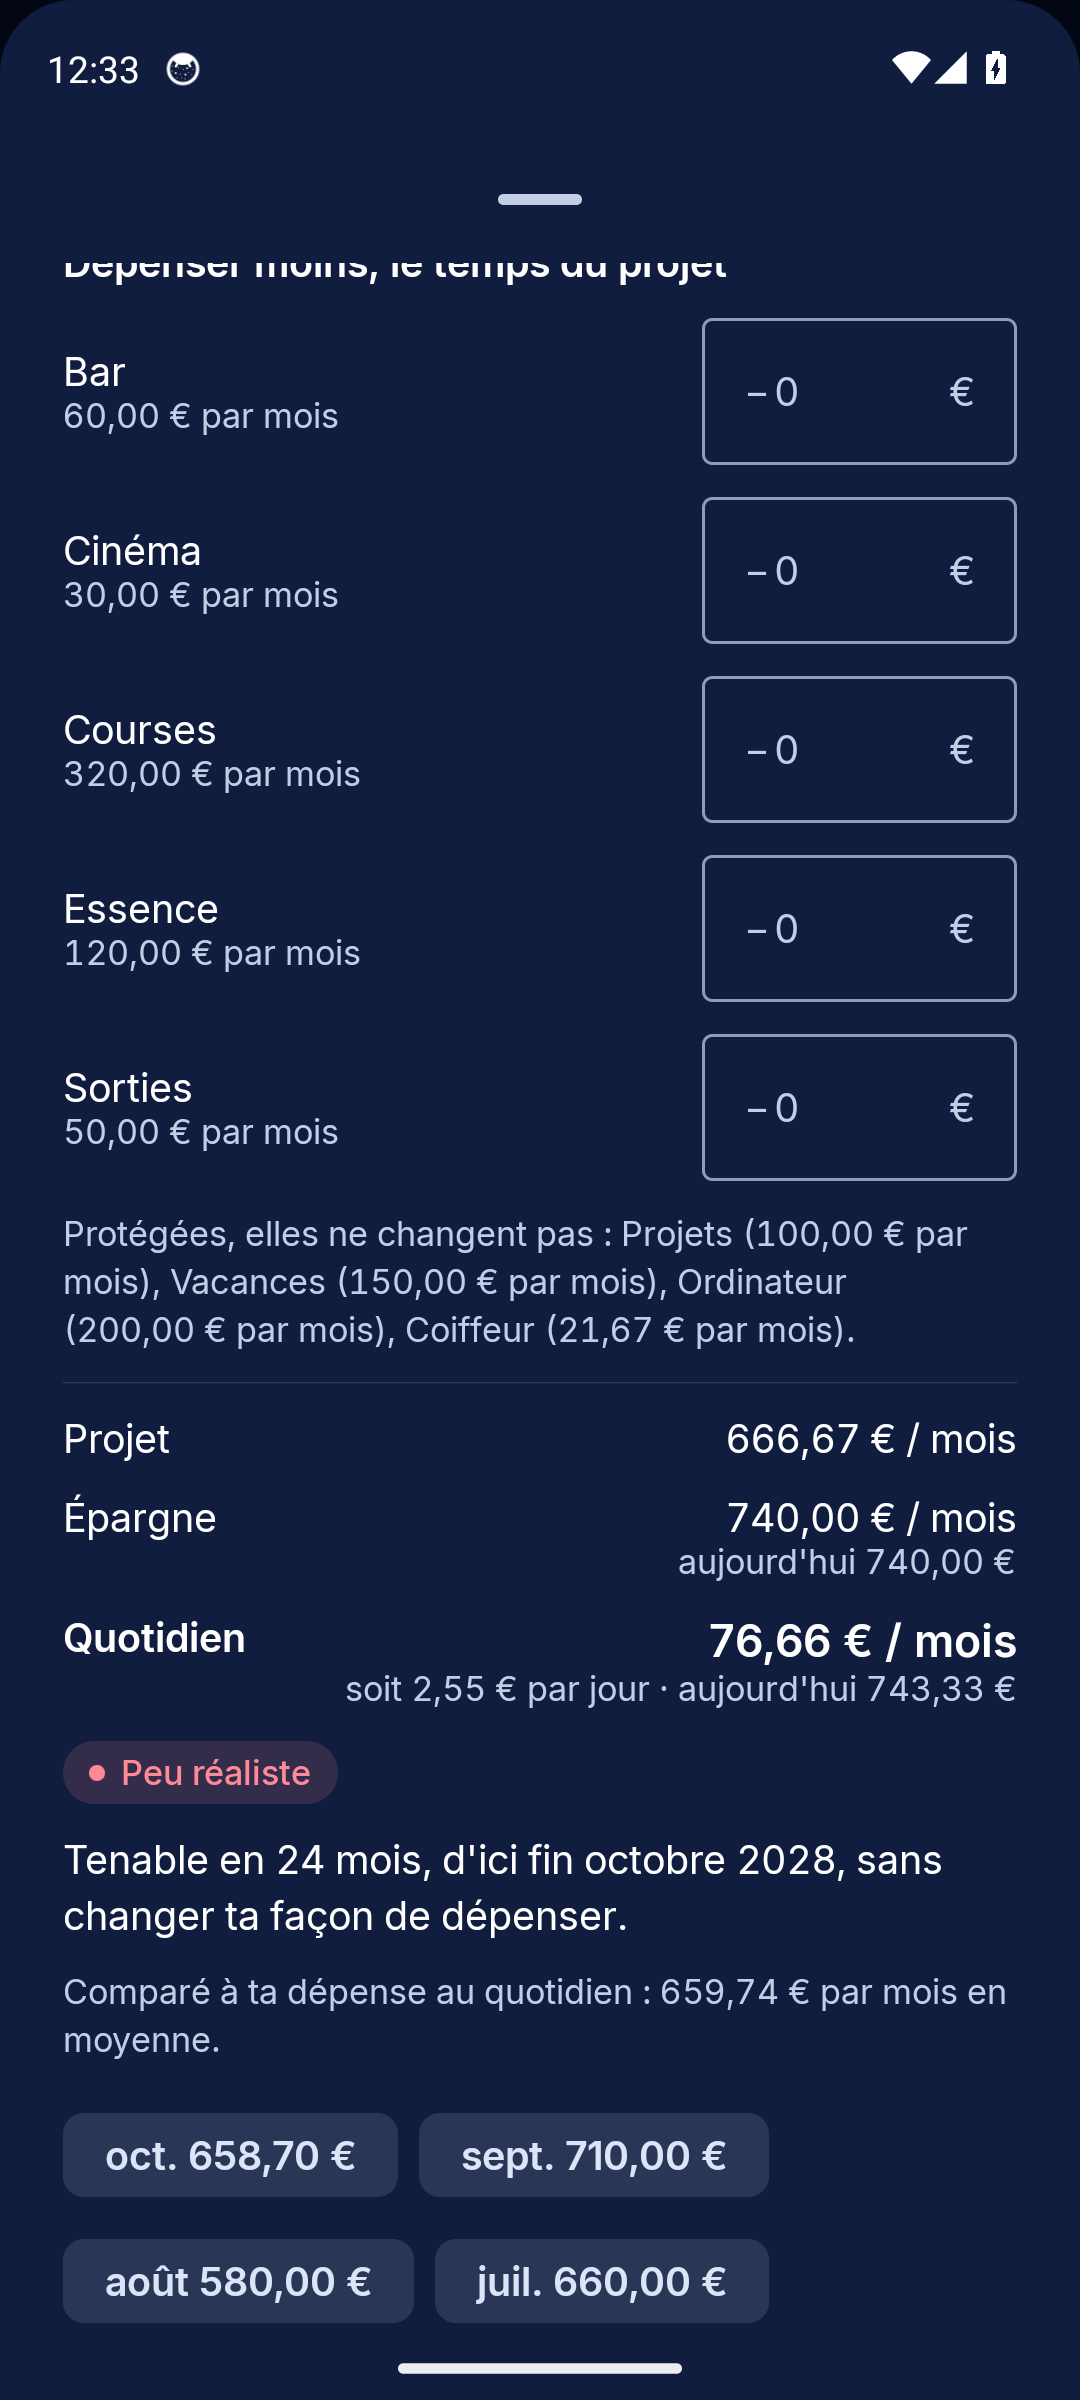 12:33
Dépenser moins, le temps du projet
Bar
60,00 € par mois
–0 €
Cinéma
30,00 € par mois
–0 €
Courses
320,00 € par mois
–0 €
Essence
120,00 € par mois
–0 €
Sorties
50,00 € par mois
–0 €
Protégées, elles ne changent pas : Projets (100,00 € par
mois), Vacances (150,00 € par mois), Ordinateur
(200,00 € par mois), Coiffeur (21,67 € par mois).
Projet 666,67 € / mois
Épargne 740,00 € / mois
aujourd'hui 740,00 €
Quotidien 76,66 € / mois
soit 2,55 € par jour · aujourd'hui 743,33 €
Peu réaliste
Tenable en 24 mois, d'ici fin octobre 2028, sans
changer ta façon de dépenser.
Comparé à ta dépense au quotidien : 659,74 € par mois en
moyenne.
oct. 658,70 € sept. 710,00 €
août 580,00 € juil. 660,00 €